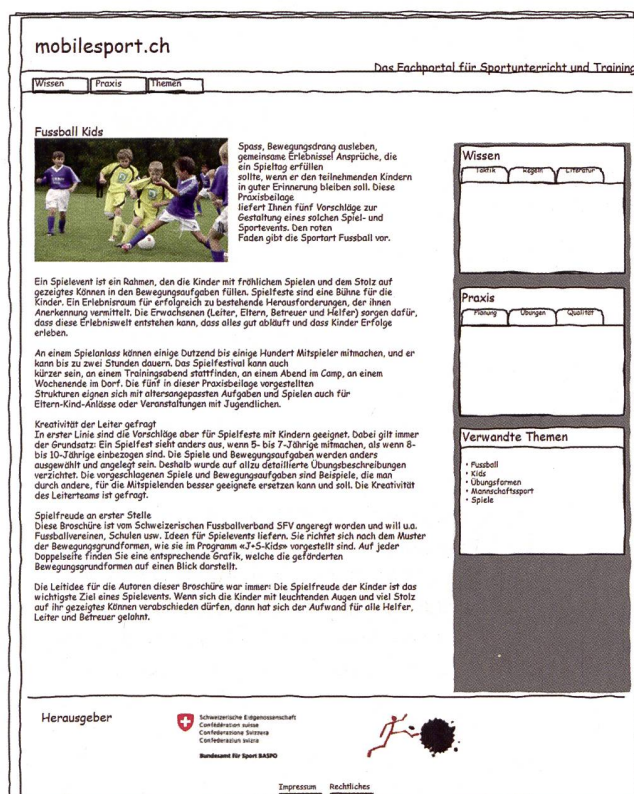 mobilesport.ch
Das Fachportal für Sportunterricht und Training
Wissen Praxis Themen
Fussball Kids
Spass, Bewegungsdrang ausleben,
gemeinsame Erlebnisse! Ansprüche, die
ein Spieltag erfüllen
sollte, wenn er den teilnehmenden Kindern
in guter Erinnerung bleiben soll. Diese
Praxisbeilage
liefert Ihnen fünf Vorschläge zur
Gestaltung eines solchen Spiel- und
Sportevents. Den roten
Faden gibt die Sportart Fussball vor.
Ein Spielevent ist ein Rahmen, den die Kinder mit fröhlichem Spielen und dem Stolz auf
gezeigtes Können in den Bewegungsaufgaben füllen. Spielfeste sind eine Bühne für die
Kinder. Ein Erlebnisraum für erfolgreich zu bestehende Herausforderungen, der ihnen
Anerkennung vermittelt. Die Erwachsenen (Leiter, Eltern, Betreuer und Helfer) sorgen dafür,
dass diese Erlebniswelt entstehen kann, dass alles gut abläuft und dass Kinder Erfolge
erleben.
An einem Spielanlass können einige Dutzend bis einige Hundert Mitspieler mitmachen, und er
kann bis zu zwei Stunden dauern. Das Spielfestival kann auch
kürzer sein, an einem Trainingsabend stattfinden, an einem Abend im Camp, an einem
Wochenende im Dorf. Die fünf in dieser Praxisbeilage vorgestellten
Strukturen eignen sich mit altersangepassten Aufgaben und Spielen auch für
Eltern-Kind-Anlässe oder Veranstaltungen mit Jugendlichen.
Kreativität der Leiter gefragt
In erster Linie sind die Vorschläge aber für Spielfeste mit Kindern geeignet. Dabei gilt immer
der Grundsatz: Ein Spielfest sieht anders aus, wenn 5- bis 7-Jährige mitmachen, als wenn 8-
bis 10-Jährige einbezogen sind. Die Spiele und Bewegungsaufgaben werden anders
ausgewählt und angelegt sein. Deshalb wurde auf allzu detaillierte Übungsbeschreibungen
verzichtet. Die vorgeschlagenen Spiele und Bewegungsaufgaben sind Beispiele, die man
durch andere, für die Mitspielenden besser geeignete ersetzen kann und soll. Die Kreativität
des Leiterteams ist gefragt.
Spielfreude an erster Stelle
Diese Broschüre ist vom Schweizerischen Fussballverband SFV angeregt worden und will u.a.
Fussballvereinen, Schulen usw. Ideen für Spielevents liefern. Sie richtet sich nach dem Muster
der Bewegungsgrundformen, wie sie im Programm «J+S-Kids» vorgestellt sind. Auf jeder
Doppelseite finden Sie eine entsprechende Grafik, welche die geförderten
Bewegungsgrundformen auf einen Blick darstellt.
Die Leitidee für die Autoren dieser Broschüre war immer: Die Spielfreude der Kinder ist das
wichtigste Ziel eines Spielevents. Wenn sich die Kinder mit leuchtenden Augen und viel Stolz
auf ihr gezeigtes Können verabschieden dürfen, dann hat sich der Aufwand für alle Helfer,
Leiter und Betreuer gelohnt.
Wissen
Taktik Regeln Literatur
Praxis
Planung Übungen Qualität
Verwandte Themen
• Fussball
• Kids
• Übungsformen
• Mannschaftssport
• Spiele
Herausgeber
Schweizerische Eidgenossenschaft
Confédération suisse
Confederazione Svizzera
Confederaziun svizra
Bundesamt für Sport BASPO
Impressum Rechtliches